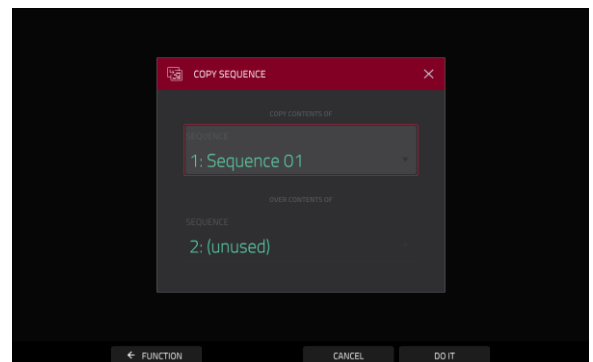 COPY SEQUENCE
COPY CONTENTS OF
SEQUENCE
1: Sequence 01
OVER CONTENTS OF
SEQUENCE
2: (unused)
FUNCTION CANCEL DO IT